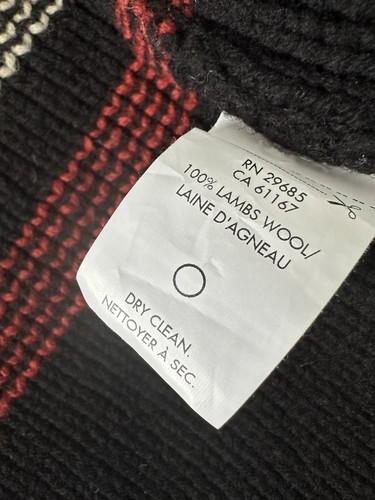 RN 29685
CA 61167
100% LAMBS WOOL/
LAINE D'AGNEAU
DRY CLEAN.
NETTOYER À SEC.